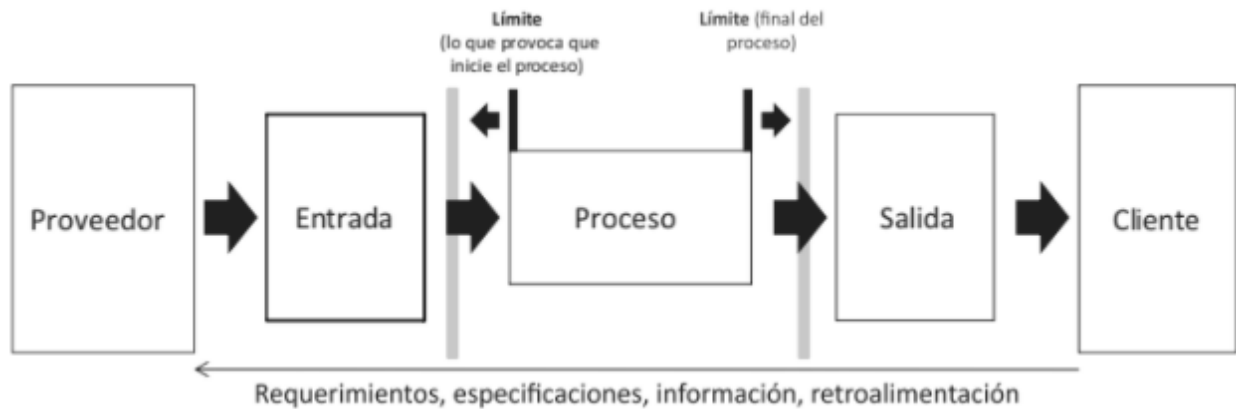 Límite
(lo que provoca que
inicie el proceso)
Límite (final del
proceso)
Proveedor
Entrada
Proceso
Salida
Cliente
Requerimientos, especificaciones, información, retroalimentación